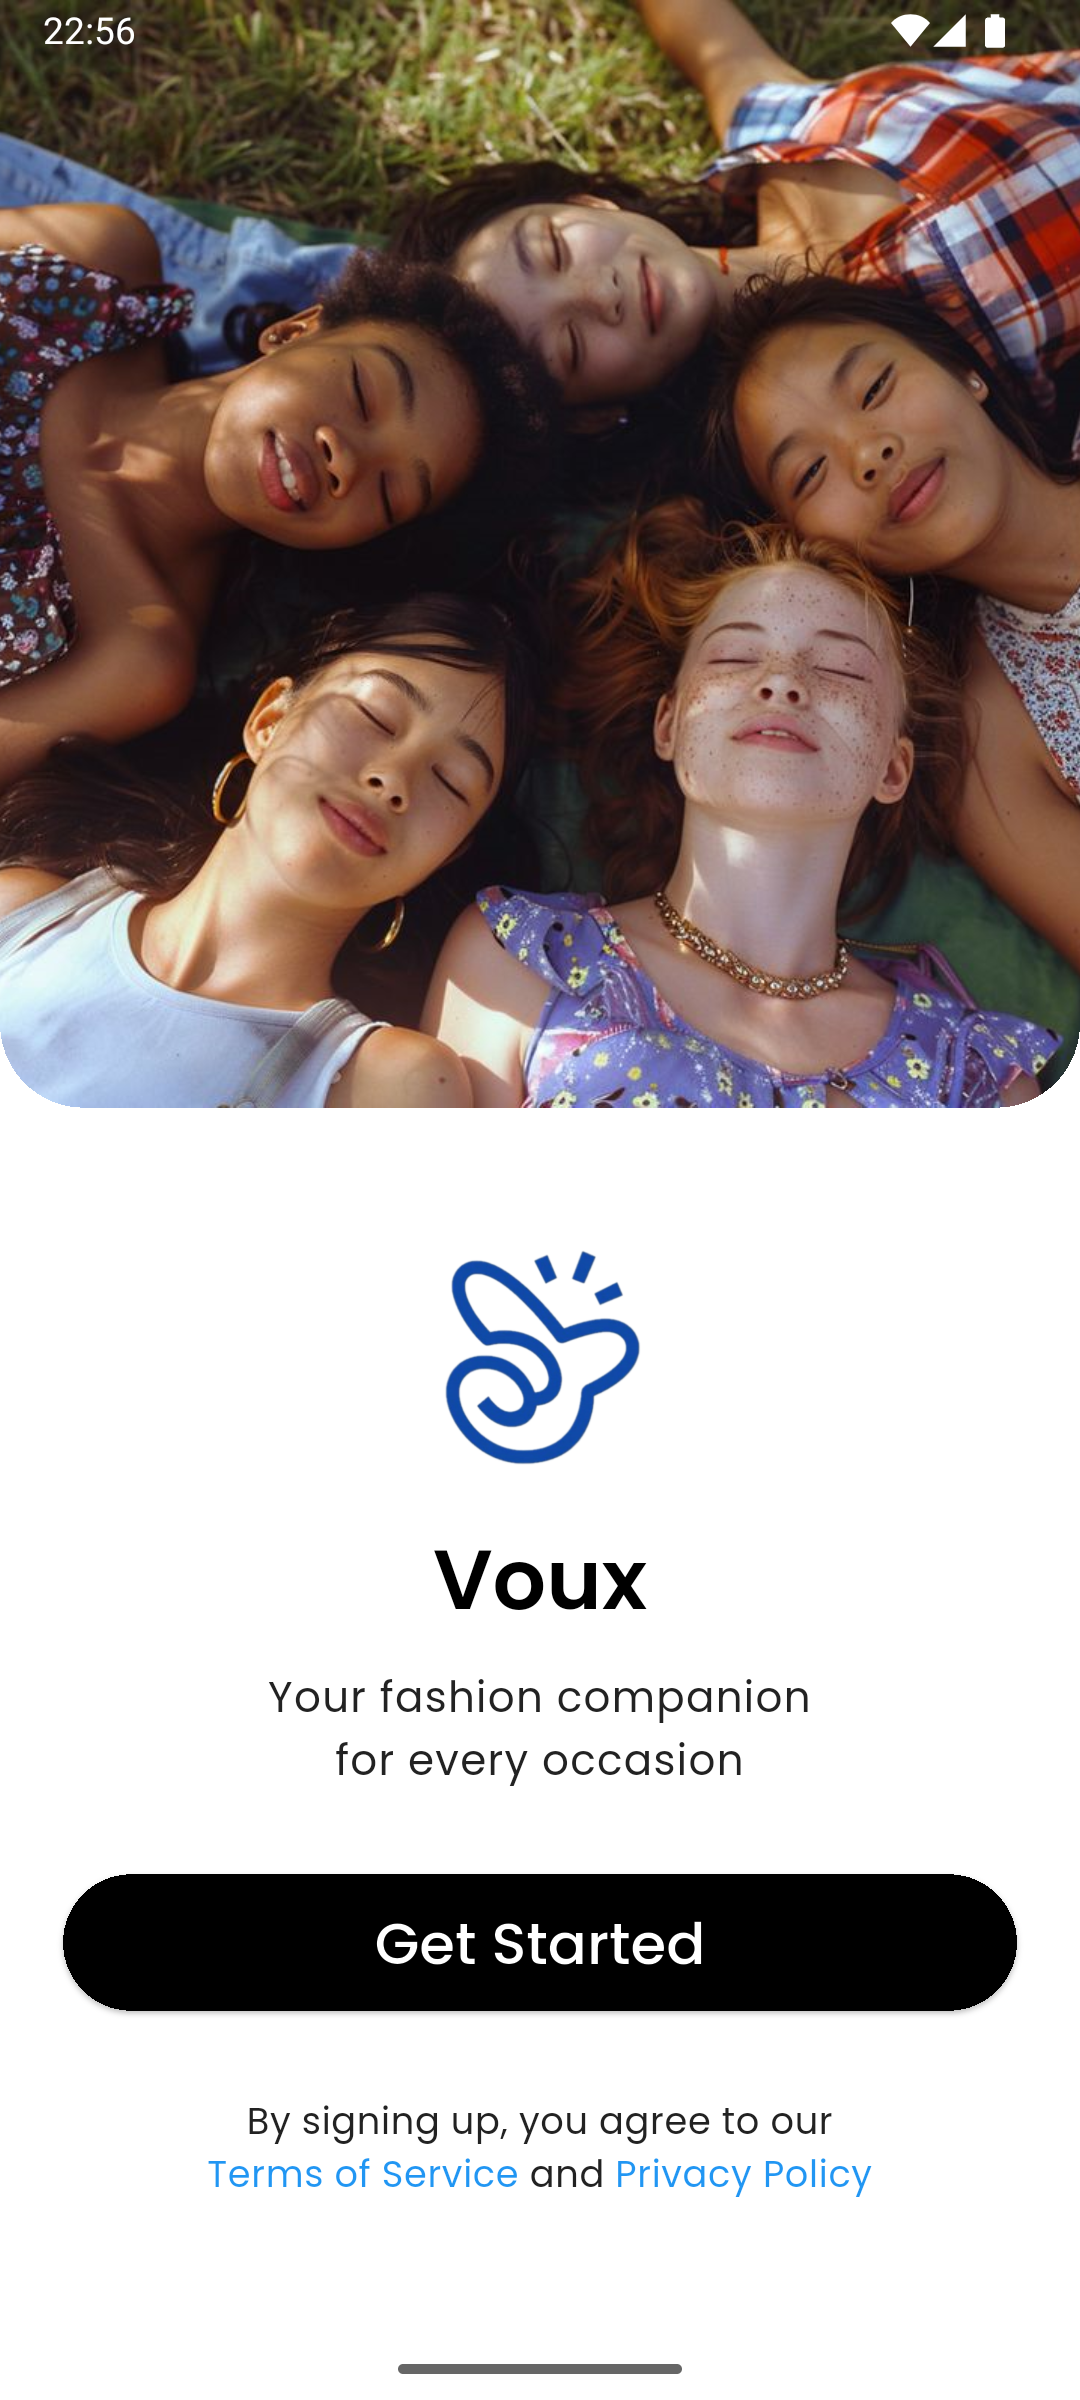 22:56
Voux
Your fashion companion
for every occasion
Get Started
By signing up, you agree to our
Terms of Service and Privacy Policy